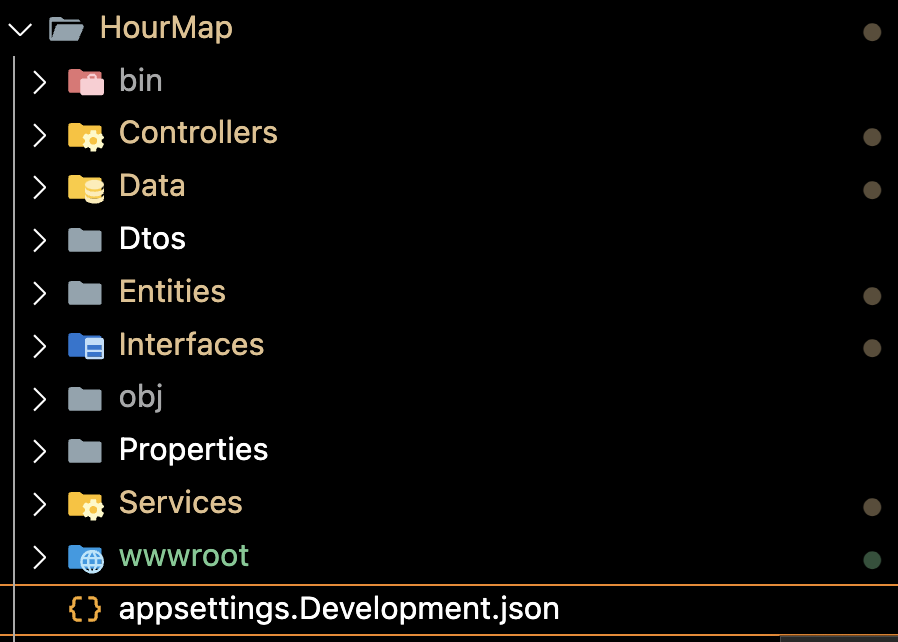 HourMap
bin
Controllers
Data
Dtos
Entities
Interfaces
obj
Properties
Services
wwwroot
{} appsettings.Development.json